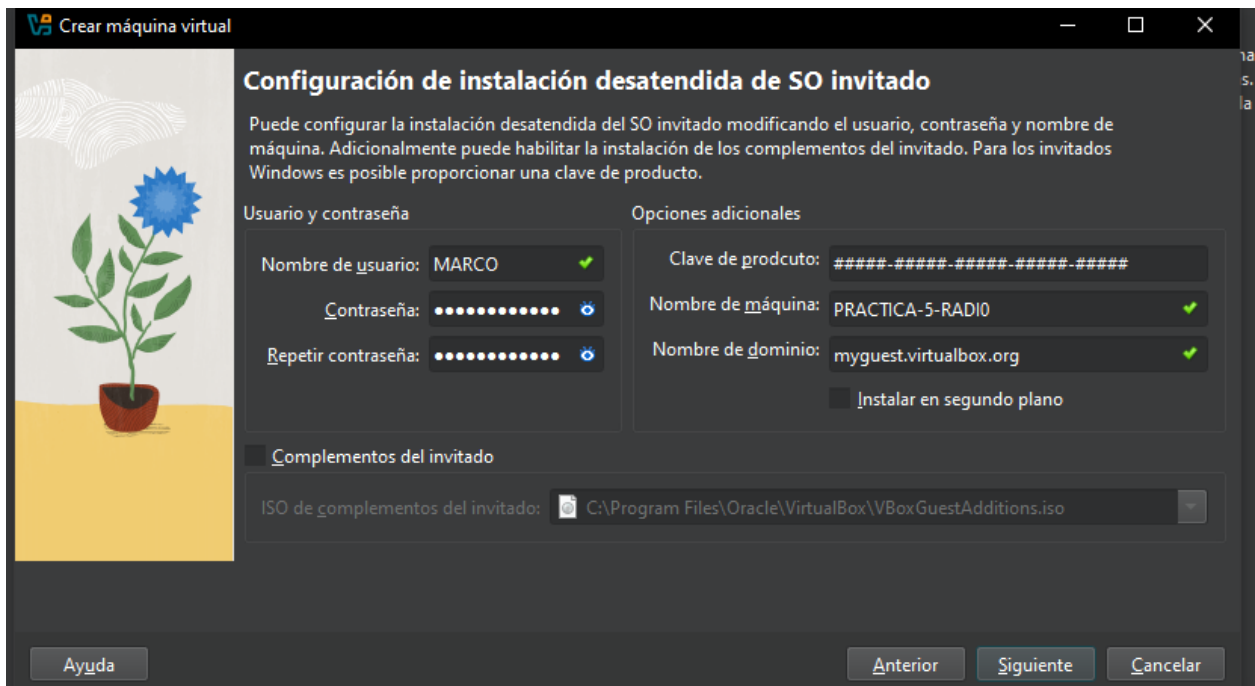 Crear máquina virtual
Configuración de instalación desatendida de SO invitado
Puede configurar la instalación desatendida del SO invitado modificando el usuario, contraseña y nombre de
máquina. Adicionalmente puede habilitar la instalación de los complementos del invitado. Para los invitados
Windows es posible proporcionar una clave de producto.
Usuario y contraseña
Nombre de usuario: MARCO
Contraseña: ●●●●●●●●●●●●
Repetir contraseña: ●●●●●●●●●●●●
Opciones adicionales
Clave de prodcuto: #####-#####-#####-#####-#####
Nombre de máquina: PRACTICA-5-RADI0
Nombre de dominio: myguest.virtualbox.org
Instalar en segundo plano
Complementos del invitado
ISO de complementos del invitado: C:\Program Files\Oracle\VirtualBox\VBoxGuestAdditions.iso
Ayuda
Anterior
Siguiente
Cancelar